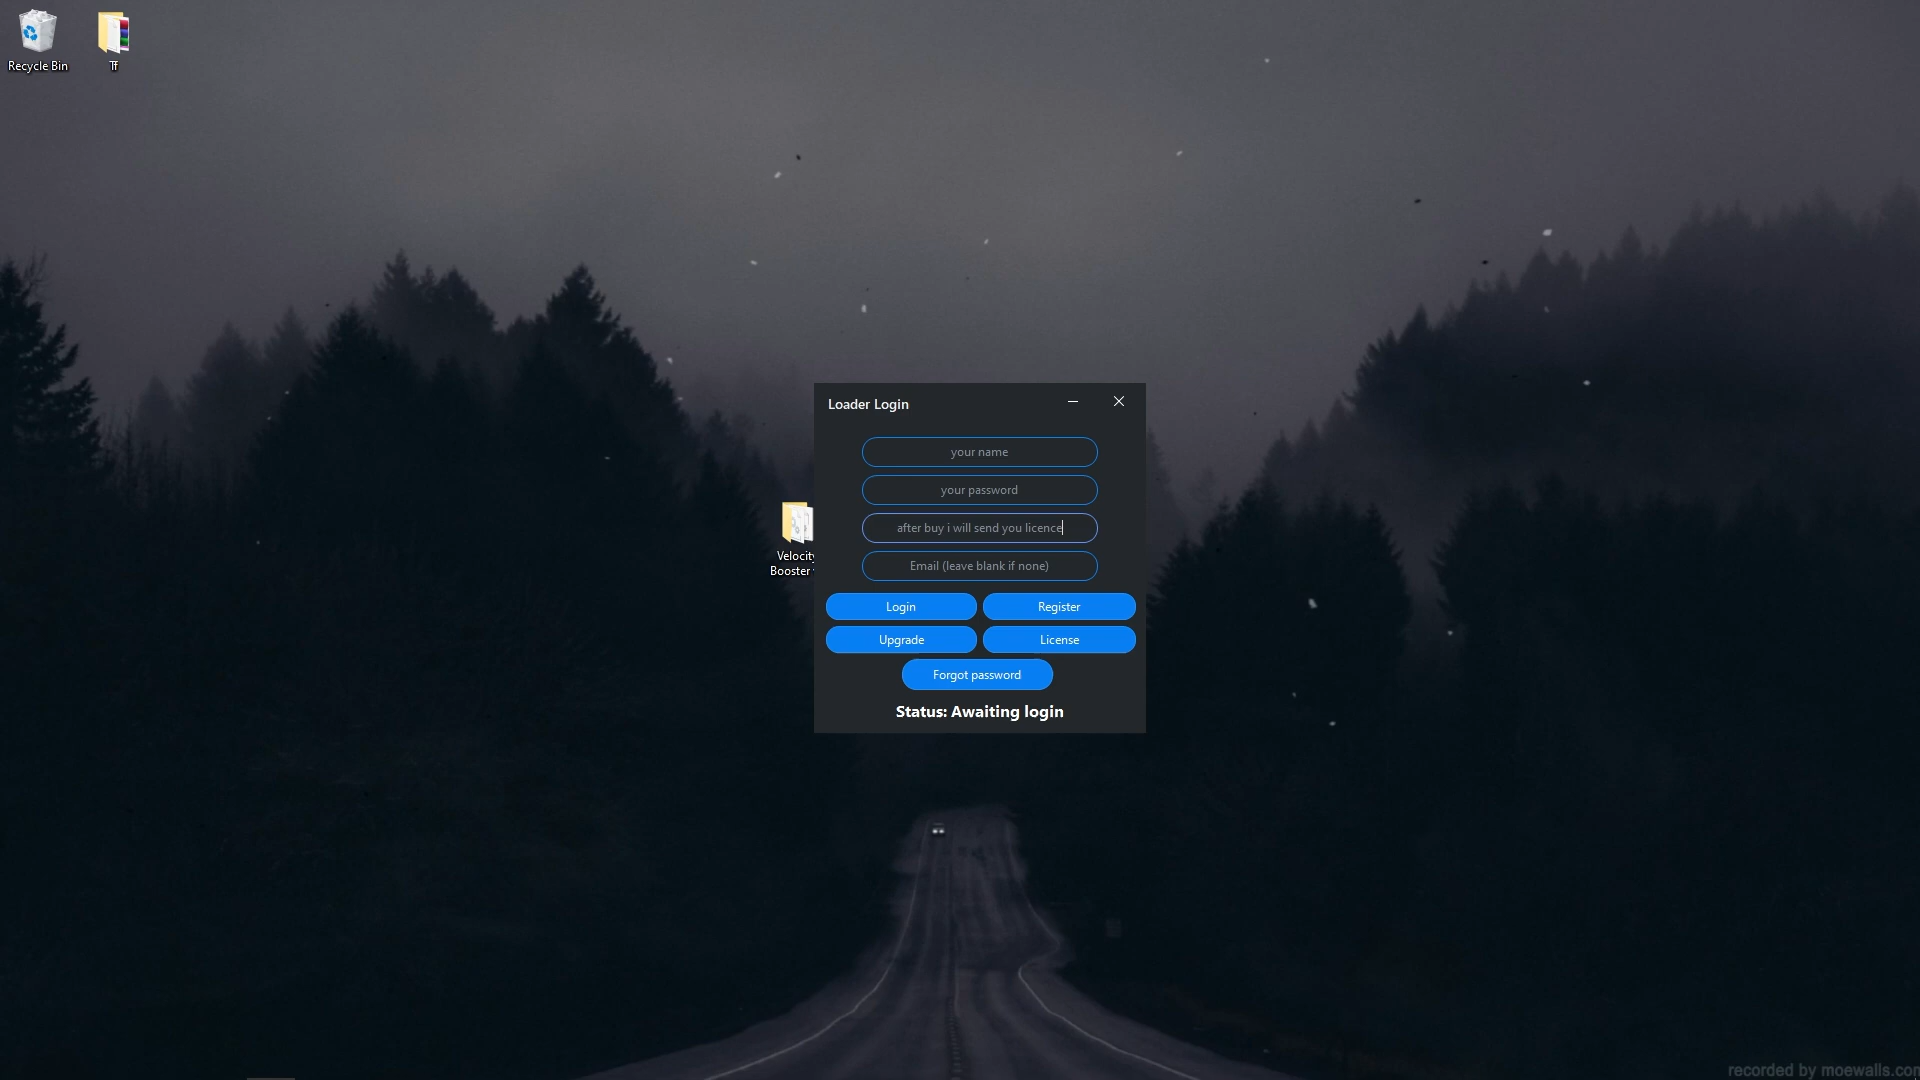 Recycle Bin
Tf
Velocity
Booster
Loader Login
your name
your password
after buy i will send you licence
Email (leave blank if none)
Login
Register
Upgrade
License
Forgot password
Status: Awaiting login
recorded by moewalls.com